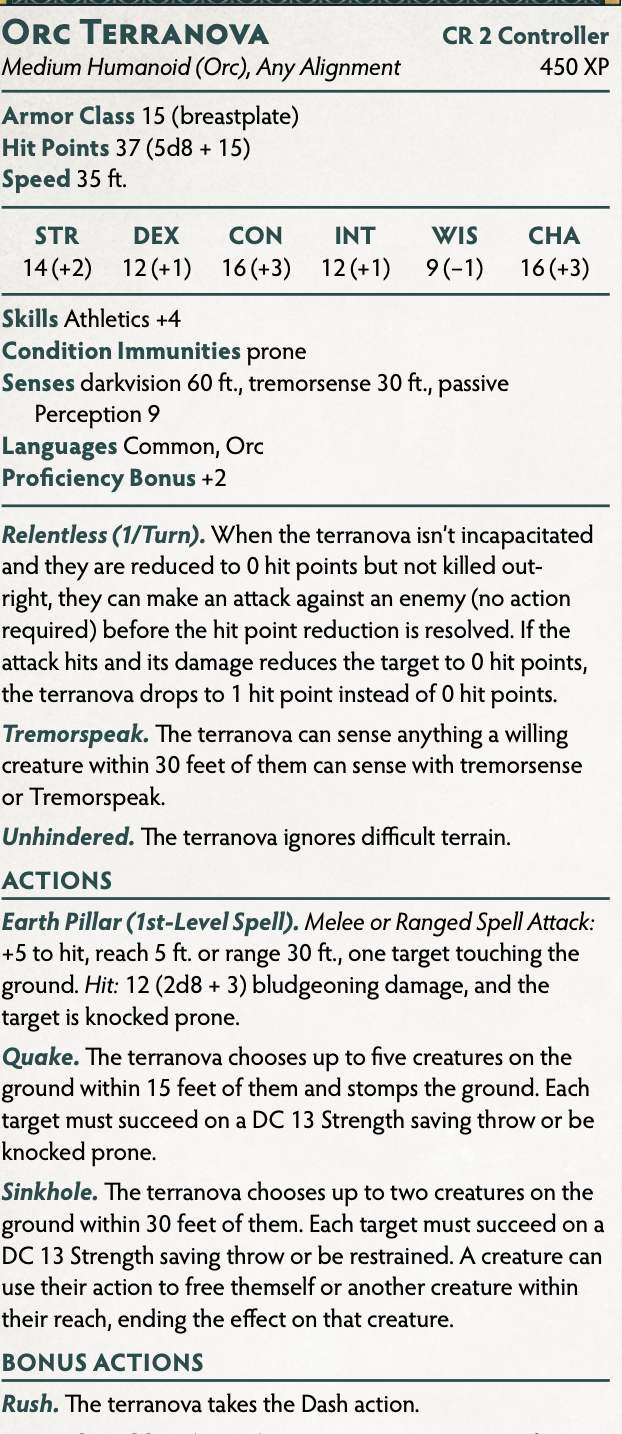 Orc Terranova CR 2 Controller
Medium Humanoid (Orc), Any Alignment 450 XP
Armor Class 15 (breastplate)
Hit Points 37 (5d8 + 15)
Speed 35 ft.
STR DEX CON INT WIS CHA
14 (+2) 12 (+1) 16 (+3) 12 (+1) 9 (−1) 16 (+3)
Skills Athletics +4
Condition Immunities prone
Senses darkvision 60 ft., tremorsense 30 ft., passive
Perception 9
Languages Common, Orc
Proficiency Bonus +2
Relentless (1/Turn). When the terranova isn’t incapacitated
and they are reduced to 0 hit points but not killed out-
right, they can make an attack against an enemy (no action
required) before the hit point reduction is resolved. If the
attack hits and its damage reduces the target to 0 hit points,
the terranova drops to 1 hit point instead of 0 hit points.
Tremorspeak. The terranova can sense anything a willing
creature within 30 feet of them can sense with tremorsense
or Tremorspeak.
Unhindered. The terranova ignores difficult terrain.
ACTIONS
Earth Pillar (1st-Level Spell). Melee or Ranged Spell Attack:
+5 to hit, reach 5 ft. or range 30 ft., one target touching the
ground. Hit: 12 (2d8 + 3) bludgeoning damage, and the
target is knocked prone.
Quake. The terranova chooses up to five creatures on the
ground within 15 feet of them and stomps the ground. Each
target must succeed on a DC 13 Strength saving throw or be
knocked prone.
Sinkhole. The terranova chooses up to two creatures on the
ground within 30 feet of them. Each target must succeed on a
DC 13 Strength saving throw or be restrained. A creature can
use their action to free themself or another creature within
their reach, ending the effect on that creature.
BONUS ACTIONS
Rush. The terranova takes the Dash action.